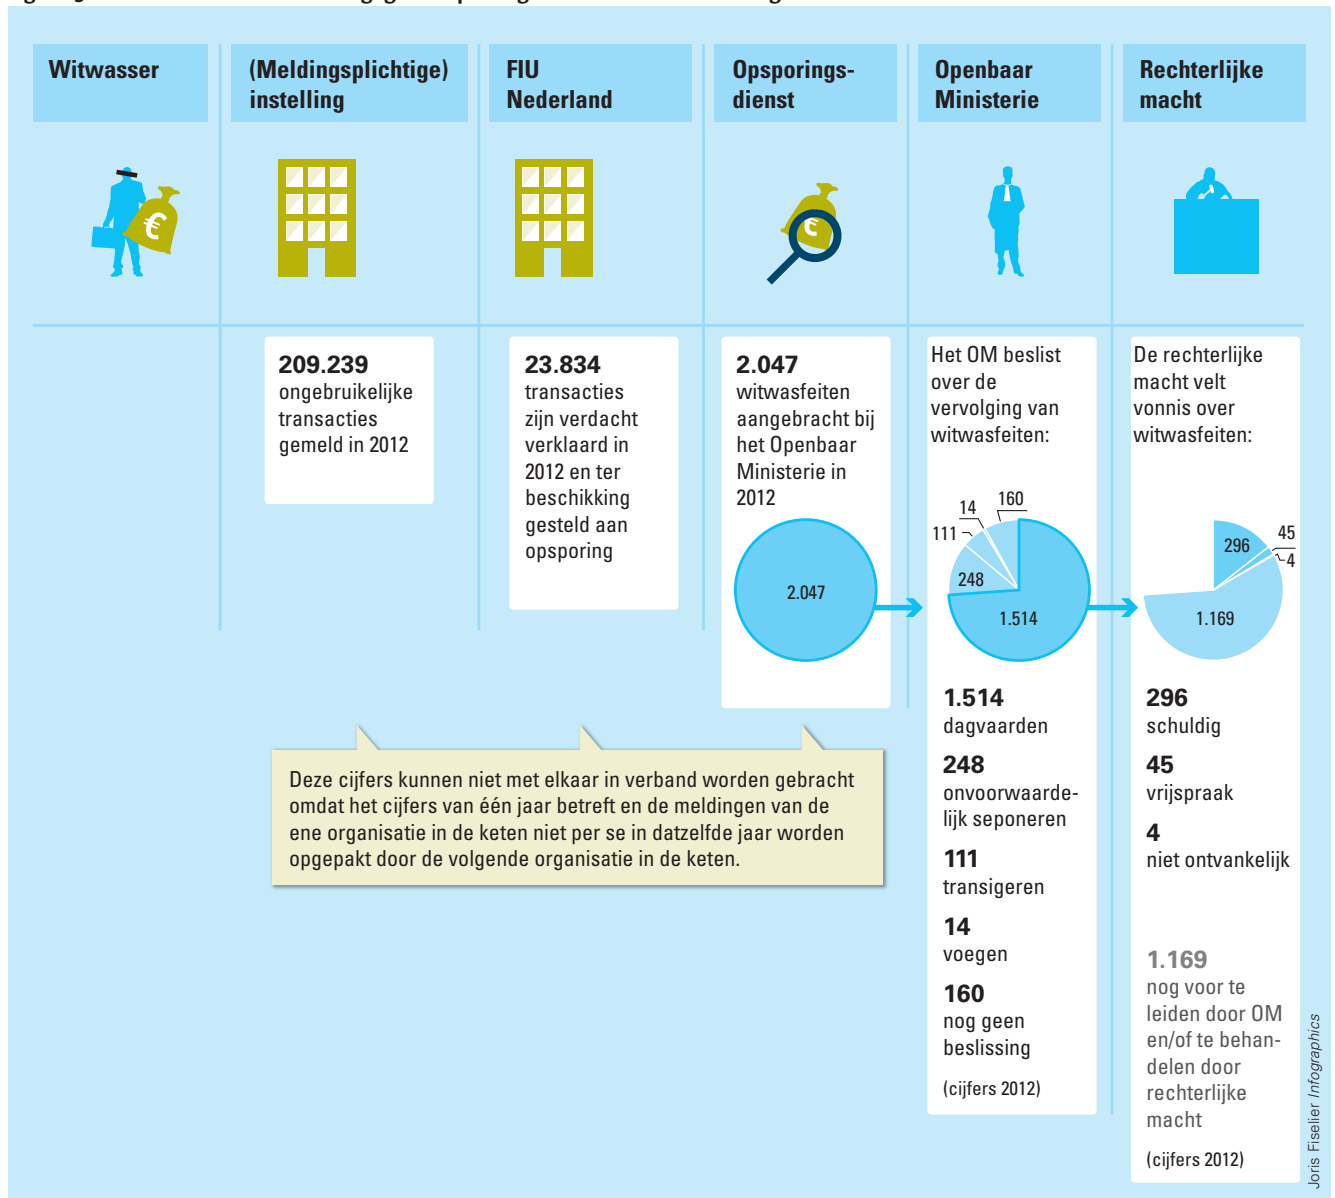 Witwasser
(Meldingsplichtige)
instelling
FIU
Nederland
Opsporings-
dienst
Openbaar
Ministerie
Rechterlijke
macht
€
€
209.239
ongebruikelijke
transacties
gemeld in 2012
23.834
transacties
zijn verdacht
verklaard in
2012 en ter
beschikking
gesteld aan
opsporing
2.047
witwasfeiten
aangebracht bij
het Openbaar
Ministerie in
2012
2.047
Het OM beslist
over de
vervolging van
witwasfeiten:
14
160
111
248
1.514
1.514
dagvaarden
248
onvoorwaarde-
lijk seponeren
111
transigeren
14
voegen
160
nog geen
beslissing
(cijfers 2012)
De rechterlijke
macht velt
vonnis over
witwasfeiten:
296
45
4
1.169
296
schuldig
45
vrijspraak
4
niet ontvankelijk
1.169
nog voor te
leiden door OM
en/of te behan-
delen door
rechterlijke
macht
(cijfers 2012)
Deze cijfers kunnen niet met elkaar in verband worden gebracht
omdat het cijfers van één jaar betreft en de meldingen van de
ene organisatie in de keten niet per se in datzelfde jaar worden
opgepakt door de volgende organisatie in de keten.
Joris Fiselier Infographics